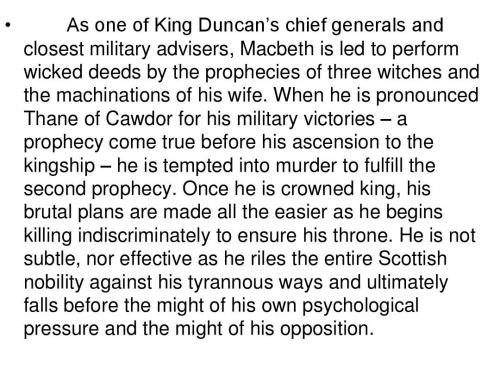 • As one of King Duncan’s chief generals and
closest military advisers, Macbeth is led to perform
wicked deeds by the prophecies of three witches and
the machinations of his wife. When he is pronounced
Thane of Cawdor for his military victories – a
prophecy come true before his ascension to the
kingship – he is tempted into murder to fulfill the
second prophecy. Once he is crowned king, his
brutal plans are made all the easier as he begins
killing indiscriminately to ensure his throne. He is not
subtle, nor effective as he riles the entire Scottish
nobility against his tyrannous ways and ultimately
falls before the might of his own psychological
pressure and the might of his opposition.